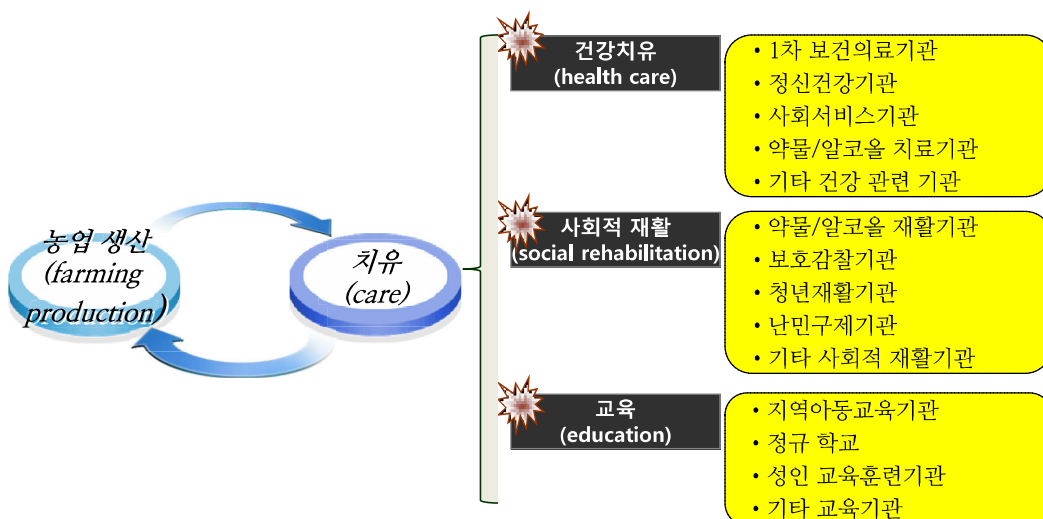 농업 생산
(farming
production)
치유
(care)
건강치유
(health care)
• 1차 보건의료기관
• 정신건강기관
• 사회서비스기관
• 약물/알코올 치료기관
• 기타 건강 관련 기관
사회적 재활
(social rehabilitation)
• 약물/알코올 재활기관
• 보호감찰기관
• 청년재활기관
• 난민구제기관
• 기타 사회적 재활기관
교육
(education)
• 지역아동교육기관
• 정규 학교
• 성인 교육훈련기관
• 기타 교육기관